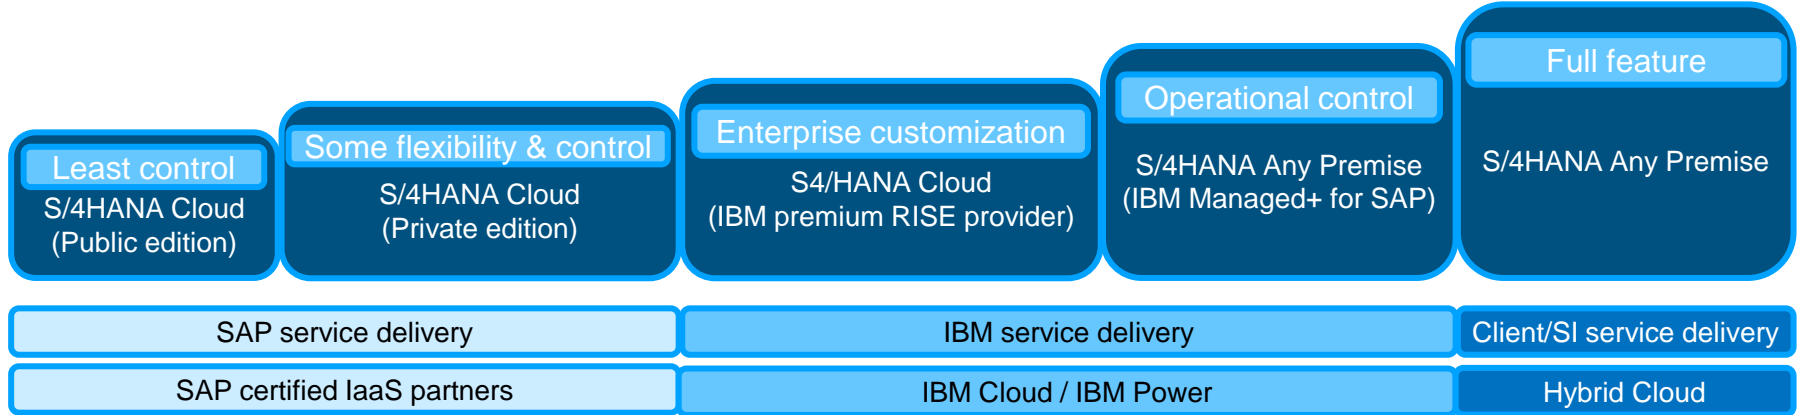 Least control
S/4HANA Cloud
(Public edition)
Some flexibility & control
S/4HANA Cloud
(Private edition)
Enterprise customization
S4/HANA Cloud
(IBM premium RISE provider)
Operational control
S/4HANA Any Premise
(IBM Managed+ for SAP)
Full feature
S/4HANA Any Premise
SAP service delivery
IBM service delivery
Client/SI service delivery
SAP certified IaaS partners
IBM Cloud / IBM Power
Hybrid Cloud